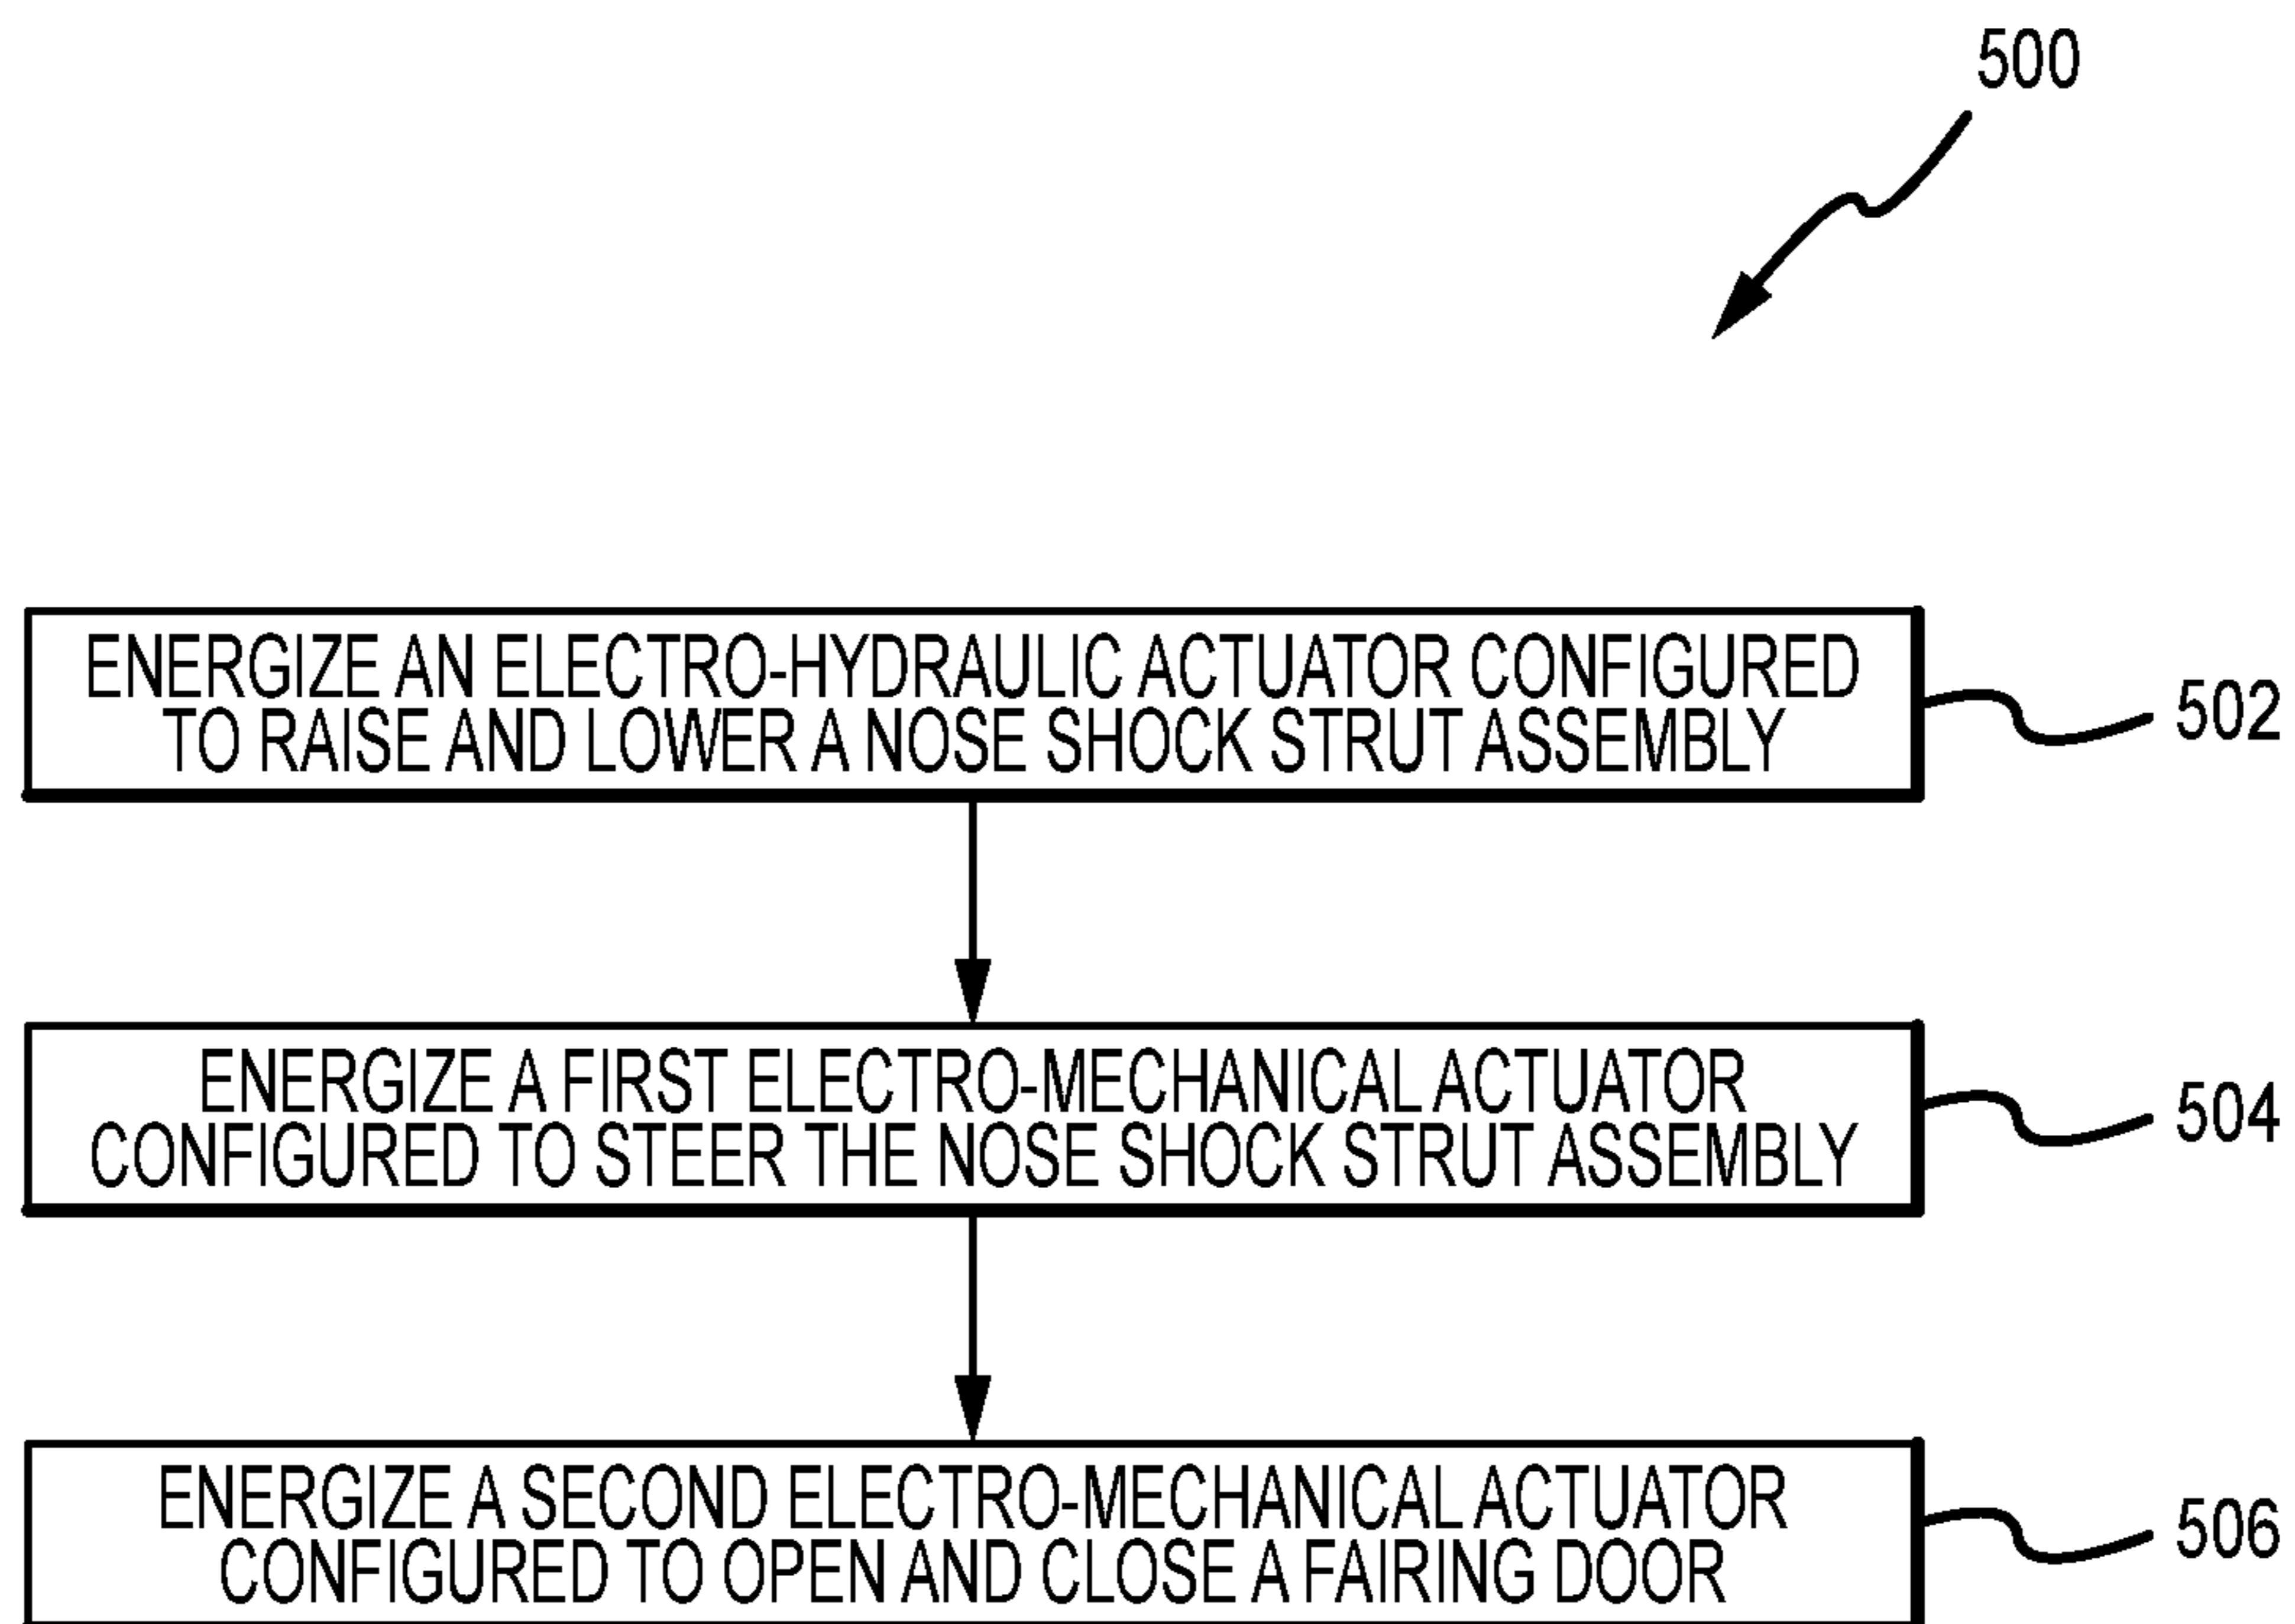 500
ENERGIZE AN ELECTRO-HYDRAULIC ACTUATOR CONFIGURED
TO RAISE AND LOWER A NOSE SHOCK STRUT ASSEMBLY
502
ENERGIZE A FIRST ELECTRO-MECHANICAL ACTUATOR
CONFIGURED TO STEER THE NOSE SHOCK STRUT ASSEMBLY
504
ENERGIZE A SECOND ELECTRO-MECHANICAL ACTUATOR
CONFIGURED TO OPEN AND CLOSE A FAIRING DOOR
506